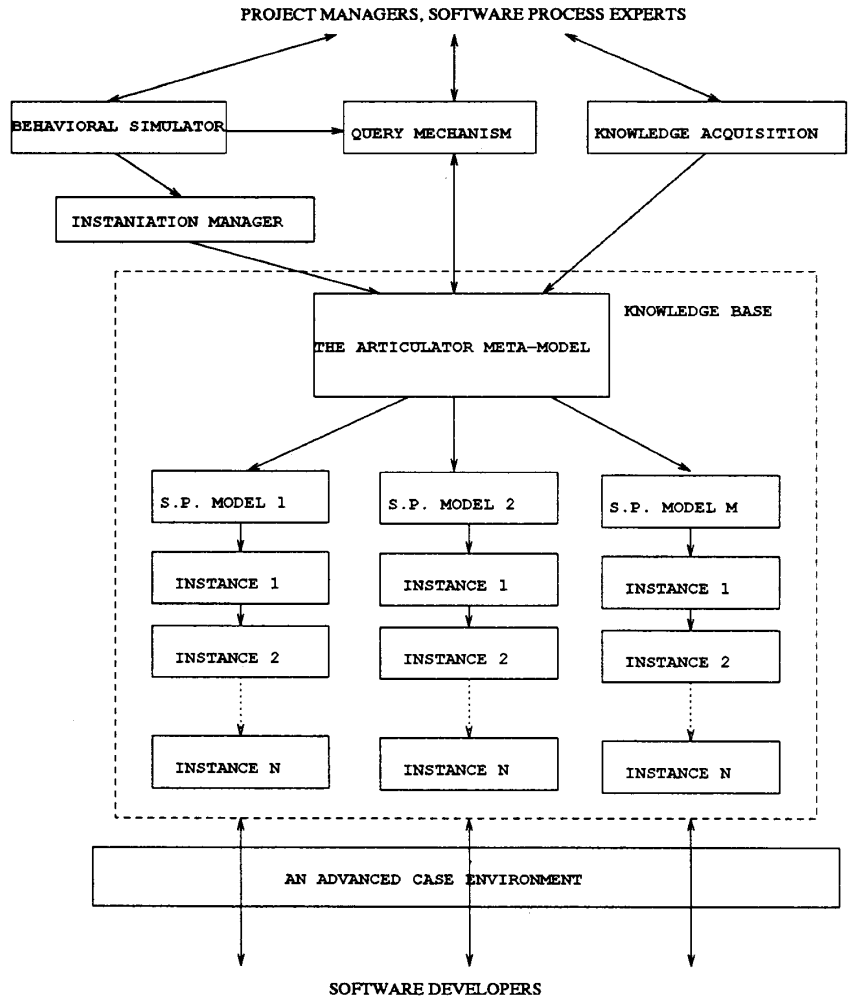 PROJECT MANAGERS, SOFTWARE PROCESS EXPERTS
BEHAVIORAL SIMULATOR
QUERY MECHANISM
KNOWLEDGE ACQUISITION
INSTANIATION MANAGER
KNOWLEDGE BASE
THE ARTICULATOR META-MODEL
S.P. MODEL 1
S.P. MODEL 2
S.P. MODEL M
INSTANCE 1
INSTANCE 1
INSTANCE 1
INSTANCE 2
INSTANCE 2
INSTANCE 2
INSTANCE N
INSTANCE N
INSTANCE N
AN ADVANCED CASE ENVIRONMENT
SOFTWARE DEVELOPERS